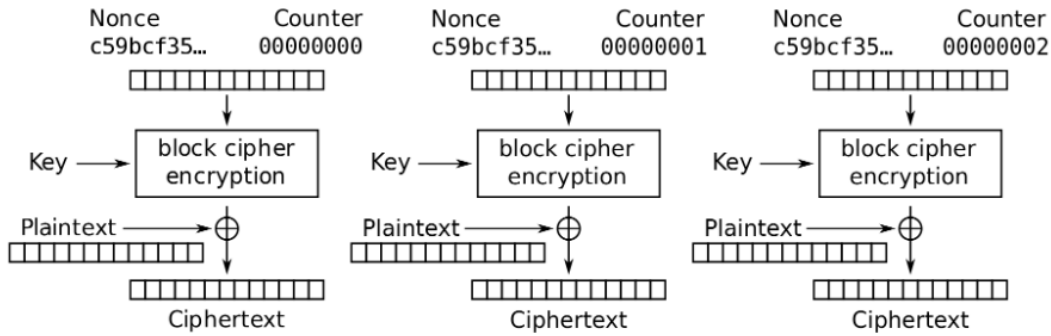 Nonce Counter Nonce Counter Nonce Counter
c59bcf35... 00000000 c59bcf35... 00000001 c59bcf35... 00000002
block cipher block cipher block cipher
Key Key Key
encryption encryption encryption
Plaintext Plaintext Plaintext
Ciphertext Ciphertext Ciphertext